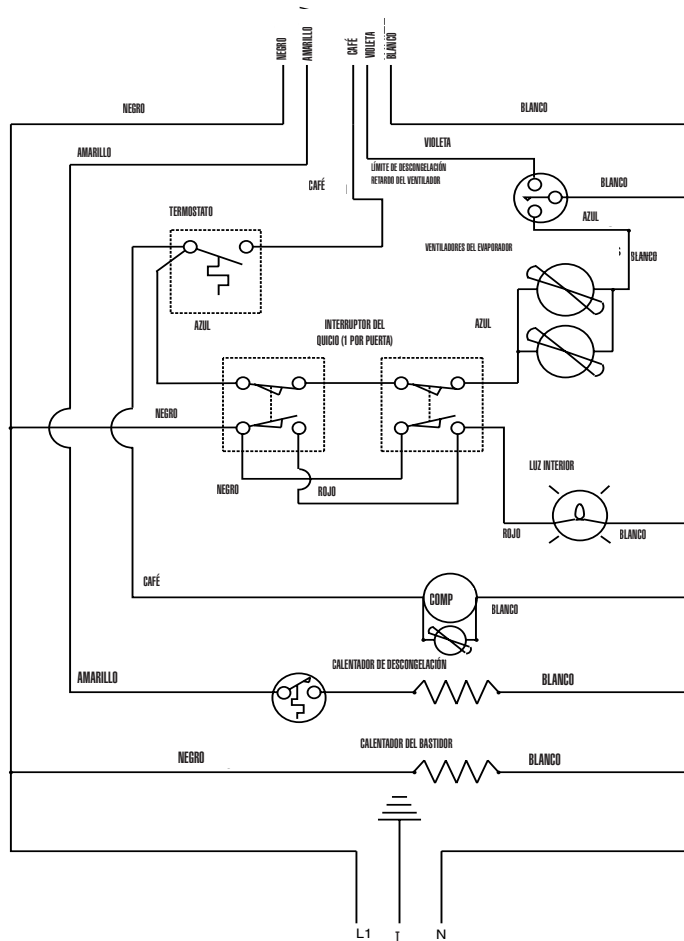 NEGRO
AMARILLO
CAFÉ
VIOLETA
BLANCO
NEGRO
BLANCO
AMARILLO
VIOLETA
LÍMITE DE DESCONGELACIÓN
RETARDO DEL VENTILADOR
CAFÉ
BLANCO
TERMOSTATO
AZUL
VENTILADORES DEL EVAPORADOR
BLANCO
AZUL
INTERRUPTOR DEL
QUICIO (1 POR PUERTA)
AZUL
NEGRO
LUZ INTERIOR
NEGRO
ROJO
ROJO
BLANCO
CAFÉ
COMP
BLANCO
CALENTADOR DE DESCONGELACIÓN
AMARILLO
BLANCO
CALENTADOR DEL BASTIDOR
NEGRO
BLANCO
L1
T
N